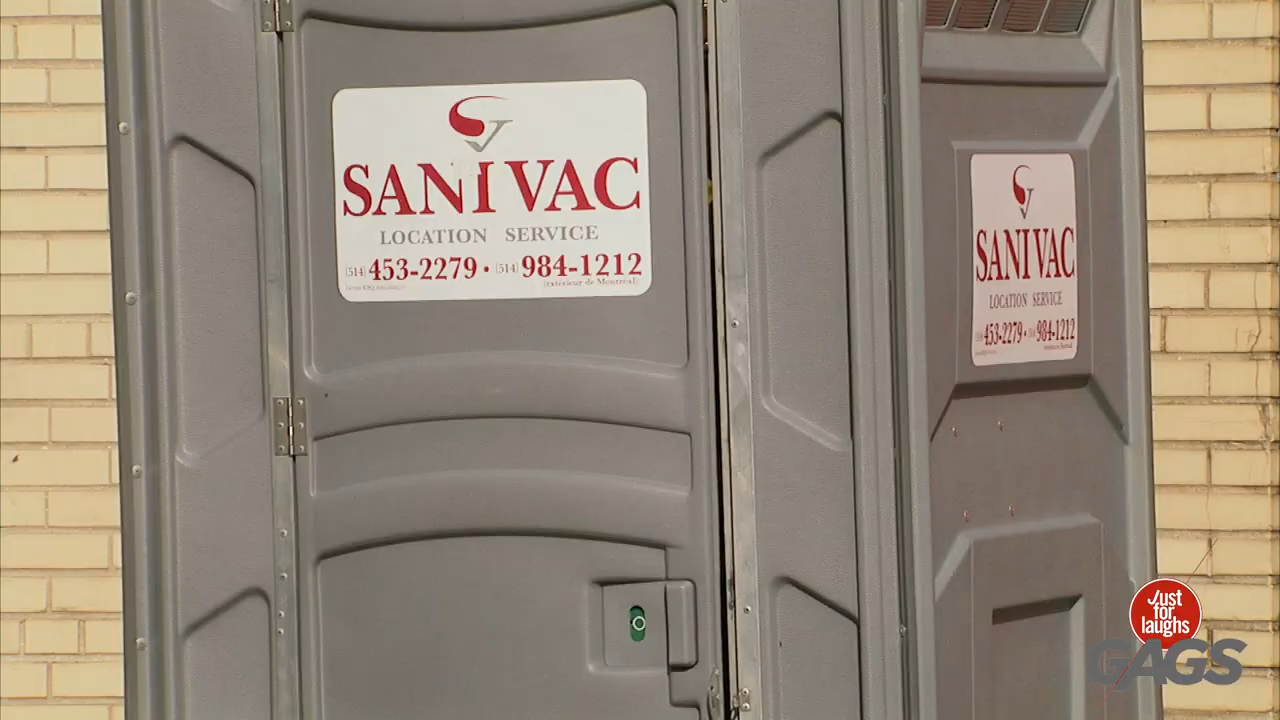 SANIVAC
LOCATION SERVICE
(514) 453-2279 • (514) 984-1212
(extérieur de Montréal)
SANIVAC
LOCATION SERVICE
453-2279 • 984-1212
Just
for
laughs
GAGS